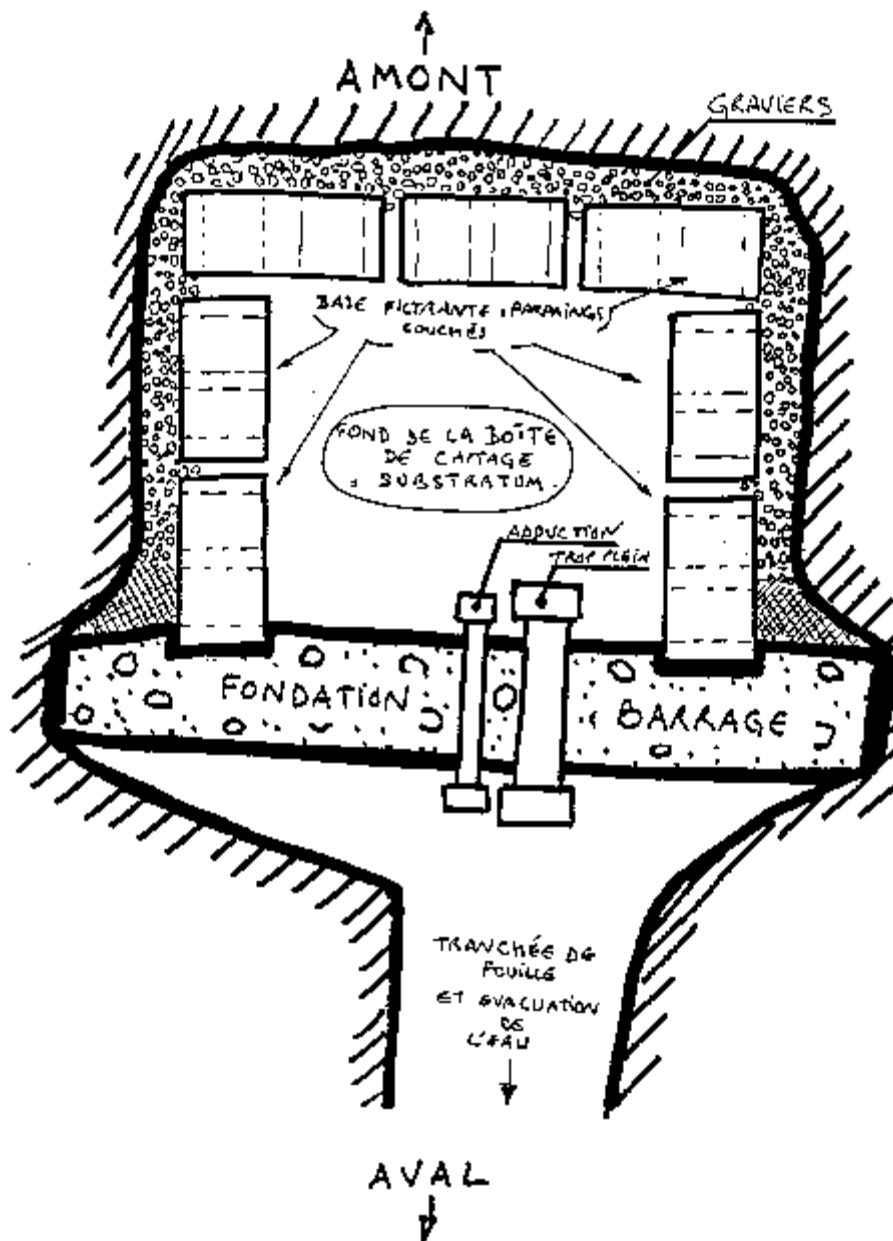 AMONT
GRAVIERS
BASE FILTRANTE : PARPAINGS
COUCHÉS
FOND DE LA BOÎTE
DE CAPTAGE
: SUBSTRATUM.
ADDUCTION
TROP PLEIN
FONDATION
BARRAGE
TRANCHÉE DE
FOUILLE
ET EVACUATION
DE
L'EAU
AVAL